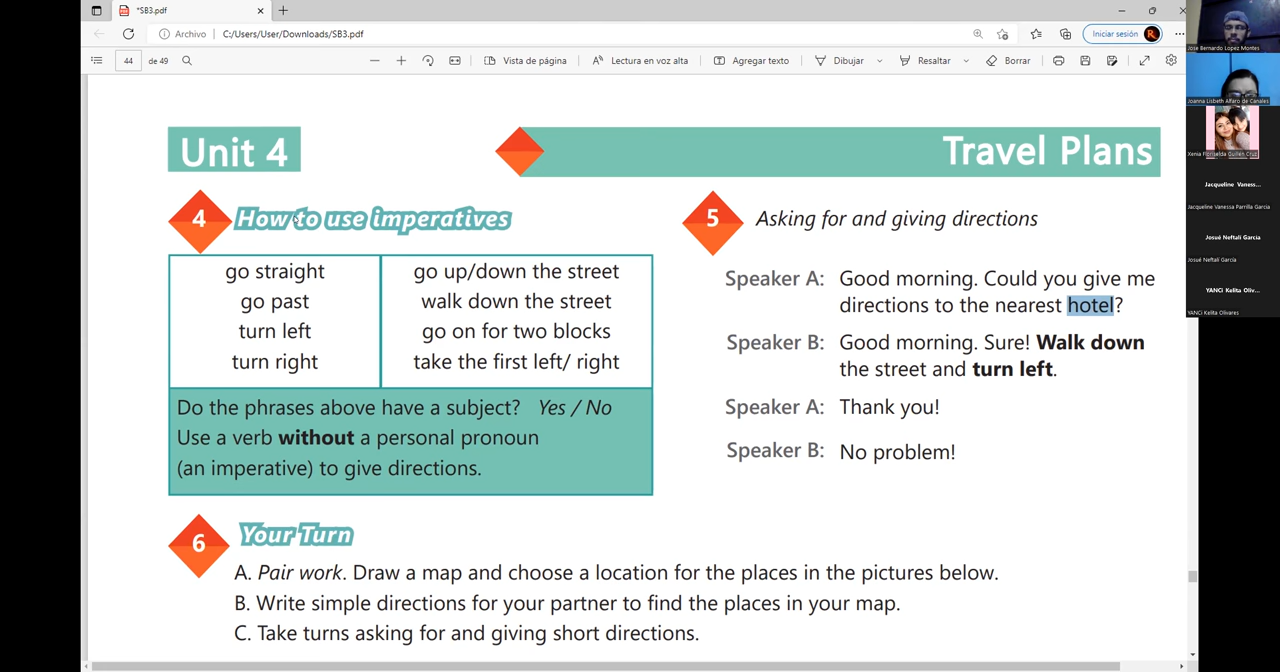 *SB3.pdf
Archivo
C:/Users/User/Downloads/SB3.pdf
Iniciar sesión
R
44
de 49
Vista de página
Lectura en voz alta
Agregar texto
Dibujar
Resaltar
Borrar
Unit 4
Travel Plans
4
How to use imperatives
go straight
go past
turn left
turn right
go up/down the street
walk down the street
go on for two blocks
take the first left/ right
Do the phrases above have a subject? Yes / No
Use a verb without a personal pronoun
(an imperative) to give directions.
5
Asking for and giving directions
Speaker A: Good morning. Could you give me
directions to the nearest hotel?
Speaker B: Good morning. Sure! Walk down
the street and turn left.
Speaker A: Thank you!
Speaker B: No problem!
6
Your Turn
A. Pair work. Draw a map and choose a location for the places in the pictures below.
B. Write simple directions for your partner to find the places in your map.
C. Take turns asking for and giving short directions.
Jose Bernardo Lopez Montes
Joanna Lisbeth Alfaro de Canales
Xenia Floriselda Guillén Cruz
Jacqueline Vaness...
Jacqueline Vanessa Parrilla Garcia
Josué Neftalí Garcia
Josué Neftalí Garcia
YANCI Kelita Oliv...
YANCI Kelita Olivares